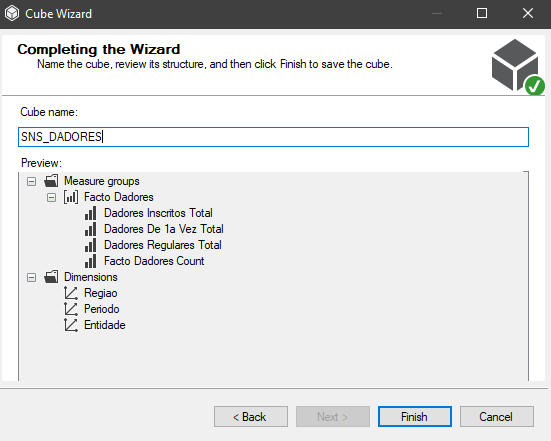 Cube Wizard
Completing the Wizard
Name the cube, review its structure, and then click Finish to save the cube.
Cube name:
SNS_DADORES
Preview:
Measure groups
Facto Dadores
Dadores Inscritos Total
Dadores De 1a Vez Total
Dadores Regulares Total
Facto Dadores Count
Dimensions
Regiao
Periodo
Entidade
< Back
Next >
Finish
Cancel